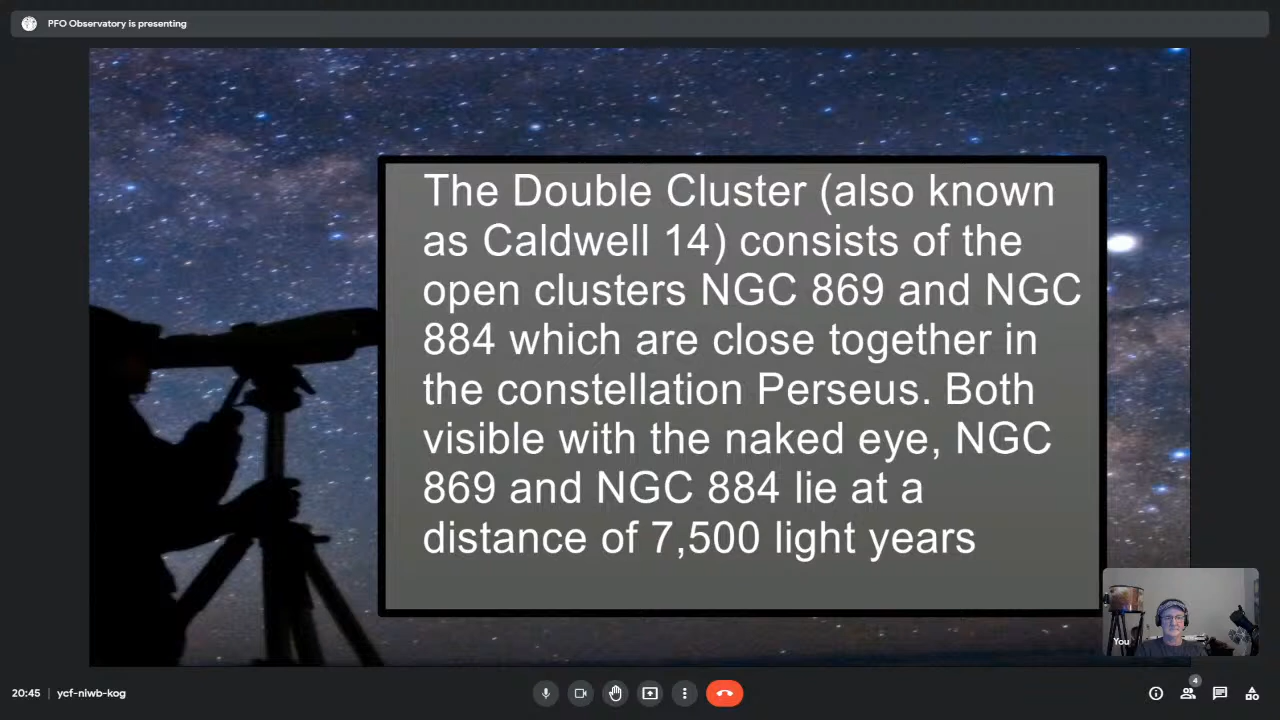 PFO Observatory is presenting
The Double Cluster (also known
as Caldwell 14) consists of the
open clusters NGC 869 and NGC
884 which are close together in
the constellation Perseus. Both
visible with the naked eye, NGC
869 and NGC 884 lie at a
distance of 7,500 light years
You
20:45 | ycf-niwb-kog
4